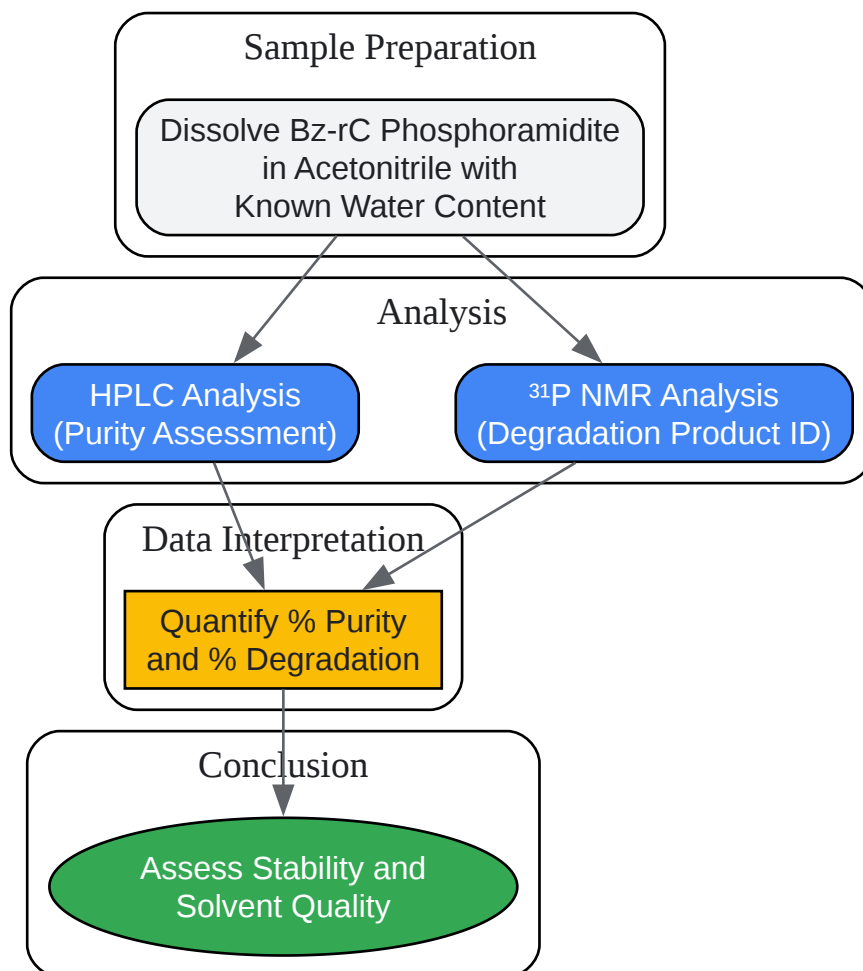 Sample Preparation
Dissolve Bz-rC Phosphoramidite
in Acetonitrile with
Known Water Content
Analysis
HPLC Analysis
(Purity Assessment)
³¹P NMR Analysis
(Degradation Product ID)
Data Interpretation
Quantify % Purity
and % Degradation
Conclusion
Assess Stability and
Solvent Quality